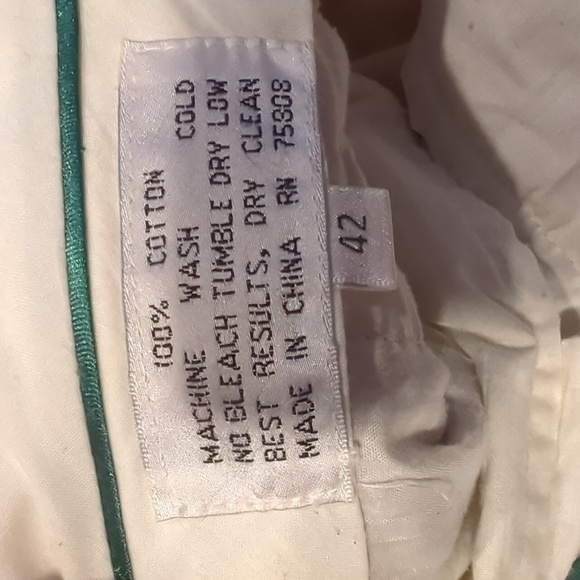 100% COTTON
MACHINE WASH COLD
NO BLEACH TUMBLE DRY LOW
BEST RESULTS, DRY CLEAN
MADE IN CHINA RN 75808
42